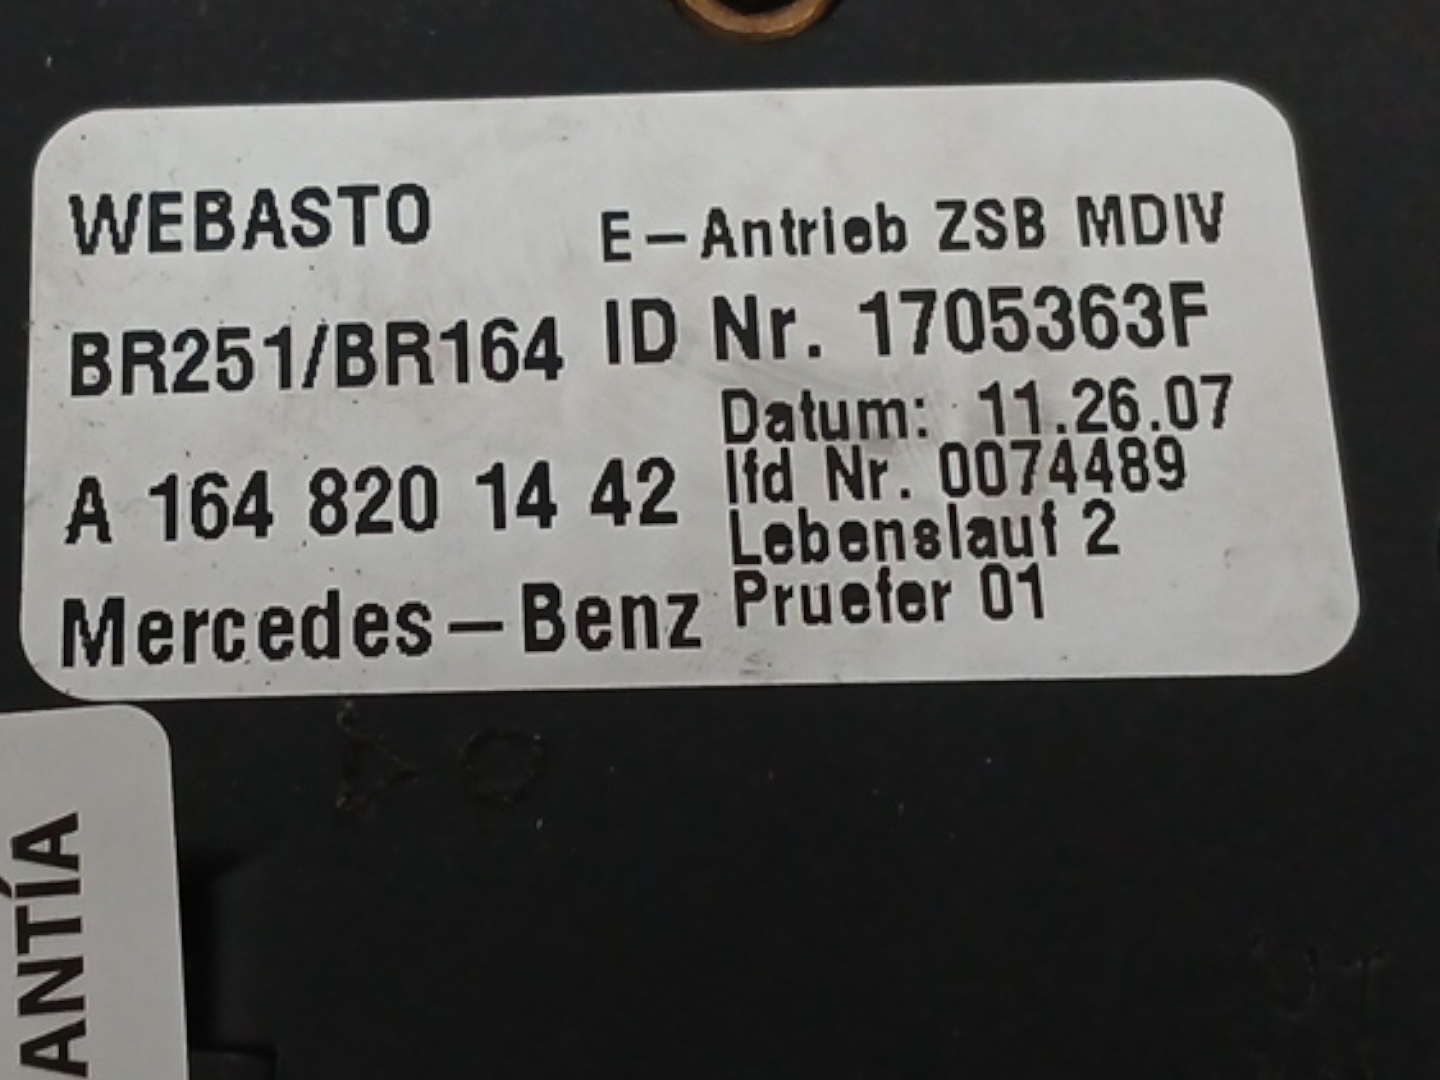 WEBASTO
E-Antrieb ZSB MDIV
BR251/BR164
ID Nr. 1705363F
Datum: 11.26.07
A 164 820 14 42
lfd Nr. 0074489
Lebenslauf 2
Mercedes-Benz
Pruefer 01
ANTÍA